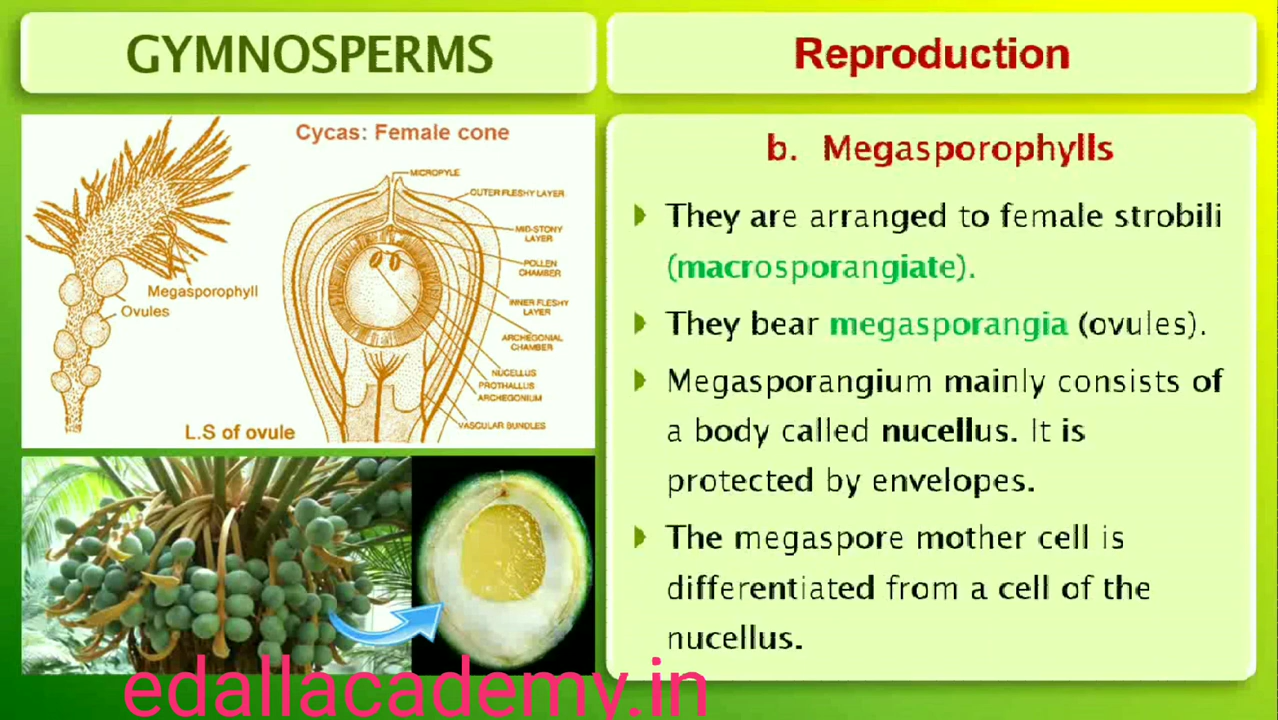 GYMNOSPERMS
Reproduction
Cycas: Female cone
MICROPYLE
OUTER FLESHY LAYER
MID-STONY
LAYER
POLLEN
CHAMBER
INNER FLESHY
LAYER
ARCHEGONIAL
CHAMBER
NUCELLUS
PROTHALLUS
ARCHEGONIUM
VASCULAR BUNDLES
Megasporophyll
Ovules
L.S of ovule
b. Megasporophylls
They are arranged to female strobili
(macrosporangiate).
They bear megasporangia (ovules).
Megasporangium mainly consists of
a body called nucellus. It is
protected by envelopes.
The megaspore mother cell is
differentiated from a cell of the
nucellus.
edallacademy.in